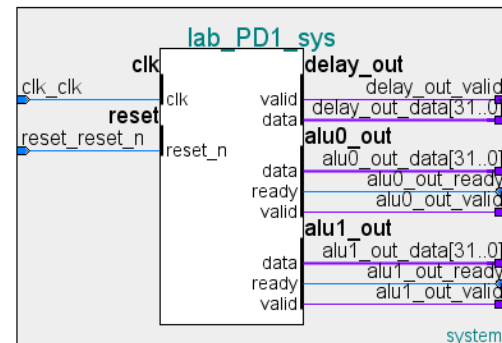 lab_PD1_sys
clk
delay_out
clk_clk
delay_out_valid
clk
valid
reset
delay_out_data[31..0]
data
reset_reset_n
alu0_out
reset_n
alu0_out_data[31..0]
data
alu0_out_ready
ready
alu0_out_valid
valid
alu1_out
alu1_out_data[31..0]
data
alu1_out_ready
ready
alu1_out_valid
valid
system